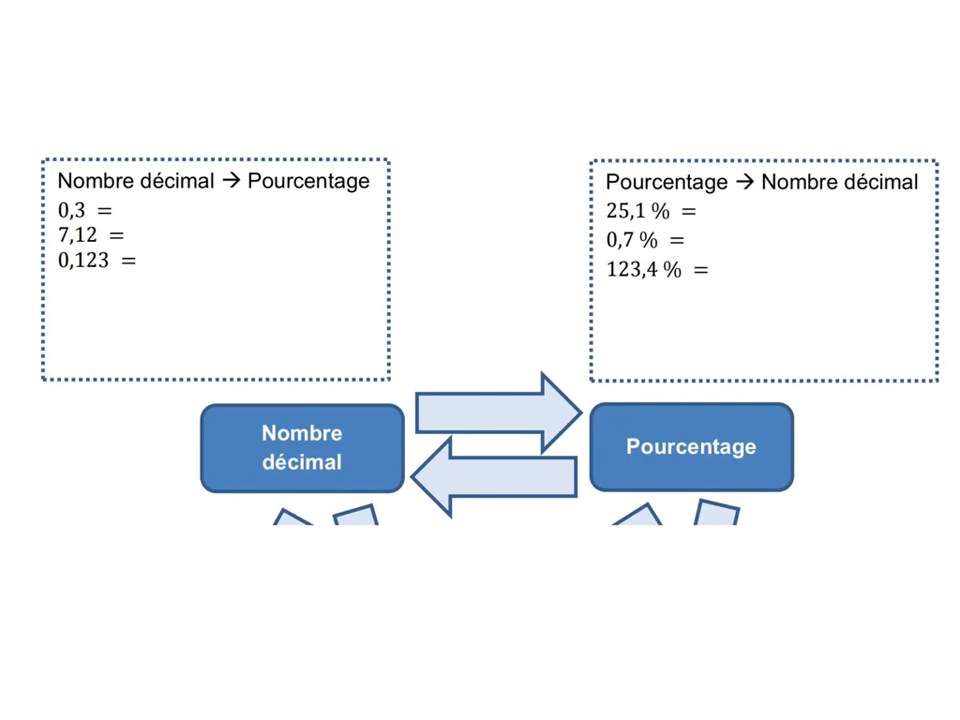 Nombre décimal → Pourcentage
0,3 =
7,12 =
0,123 =
Pourcentage → Nombre décimal
25,1 % =
0,7 % =
123,4 % =
Nombre
décimal
Pourcentage